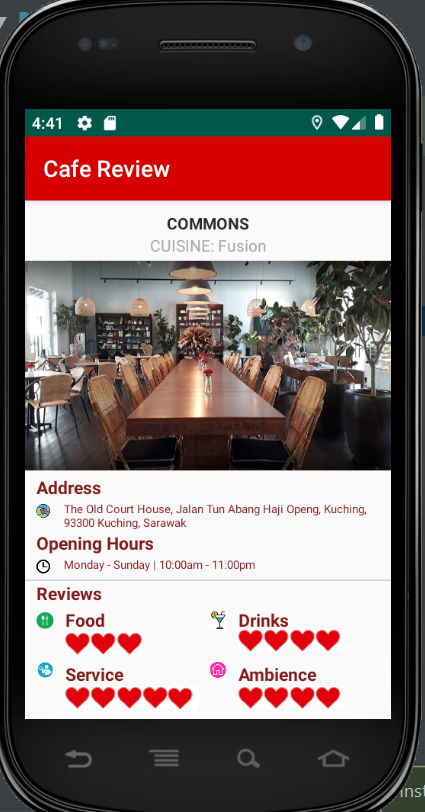 4:41
Cafe Review
COMMONS
CUISINE: Fusion
Address
The Old Court House, Jalan Tun Abang Haji Openg, Kuching,
93300 Kuching, Sarawak
Opening Hours
Monday - Sunday | 10:00am - 11:00pm
Reviews
Food
Drinks
Service
Ambience